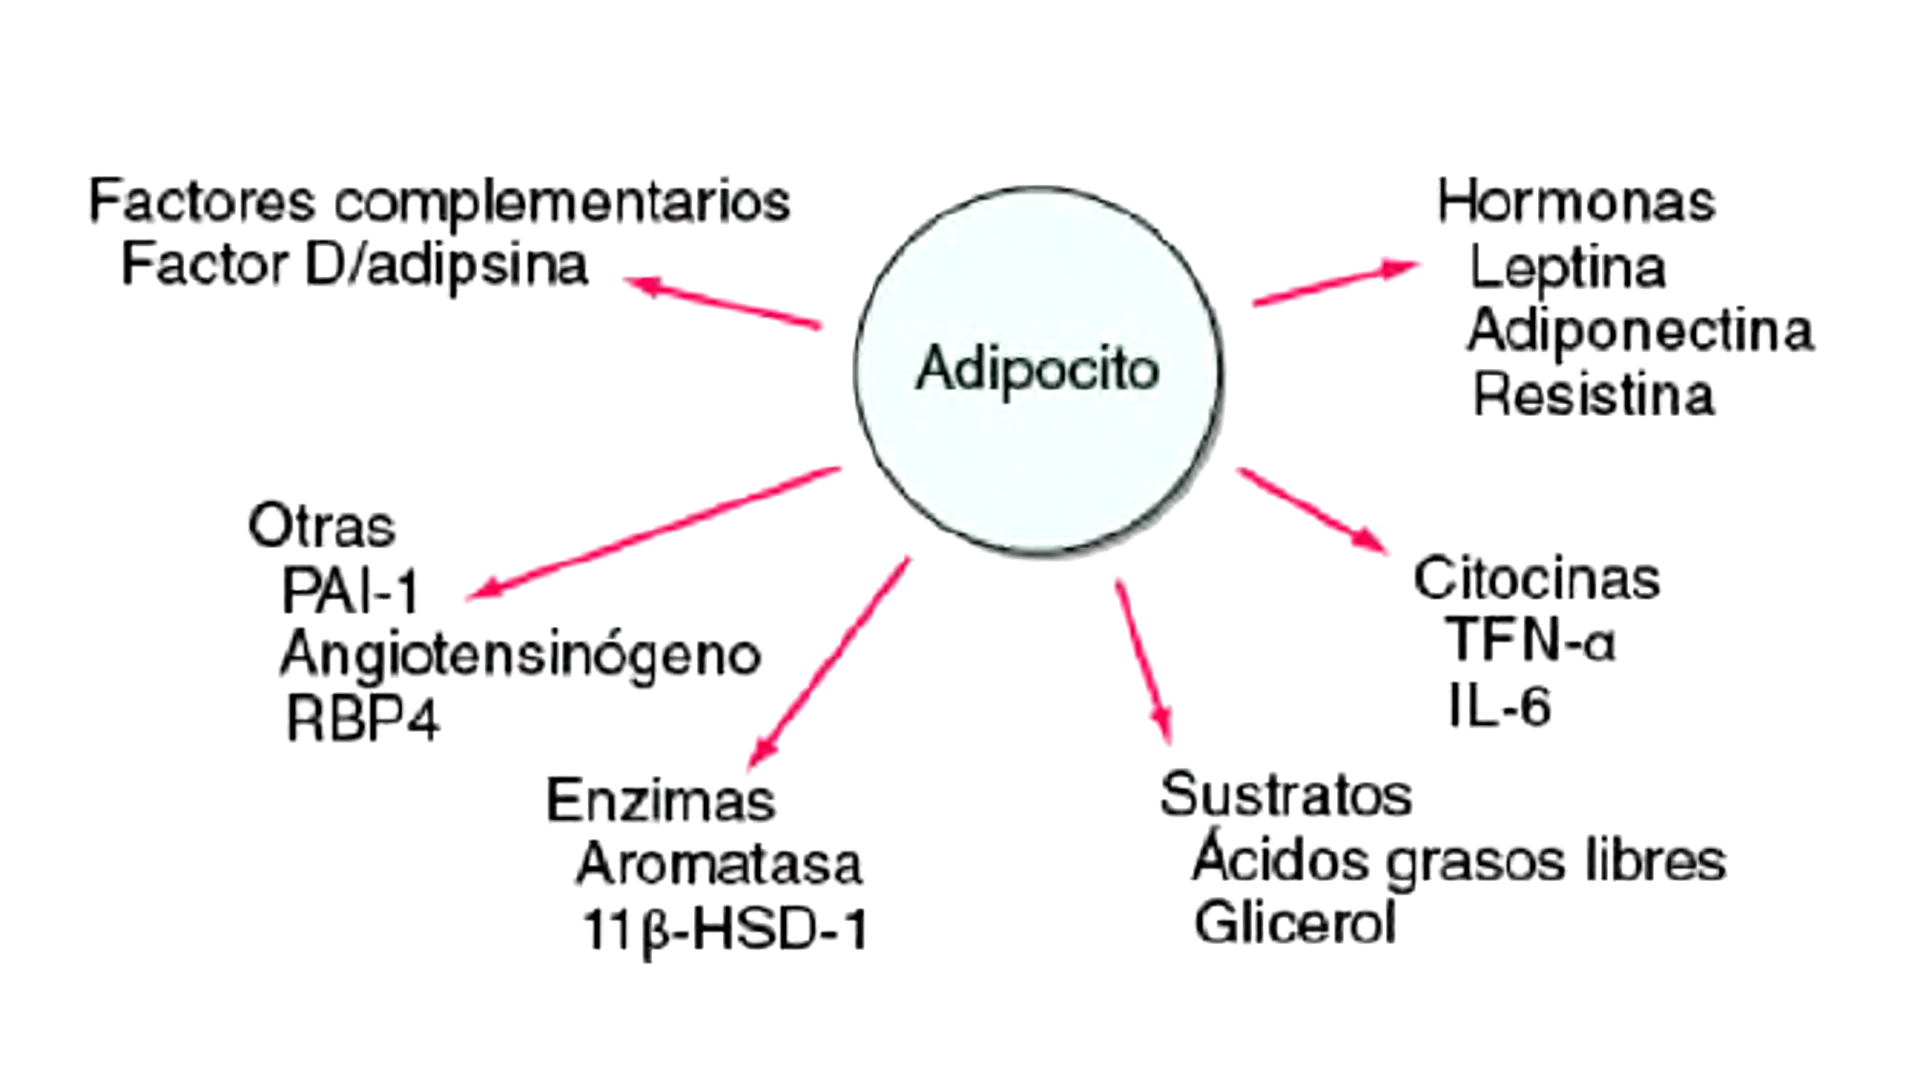 Factores complementarios
Factor D/adipsina
Adipocito
Hormonas
Leptina
Adiponectina
Resistina
Otras
PAI-1
Angiotensinógeno
RBP4
Citocinas
TFN-α
IL-6
Enzimas
Aromatasa
11β-HSD-1
Sustratos
Ácidos grasos libres
Glicerol